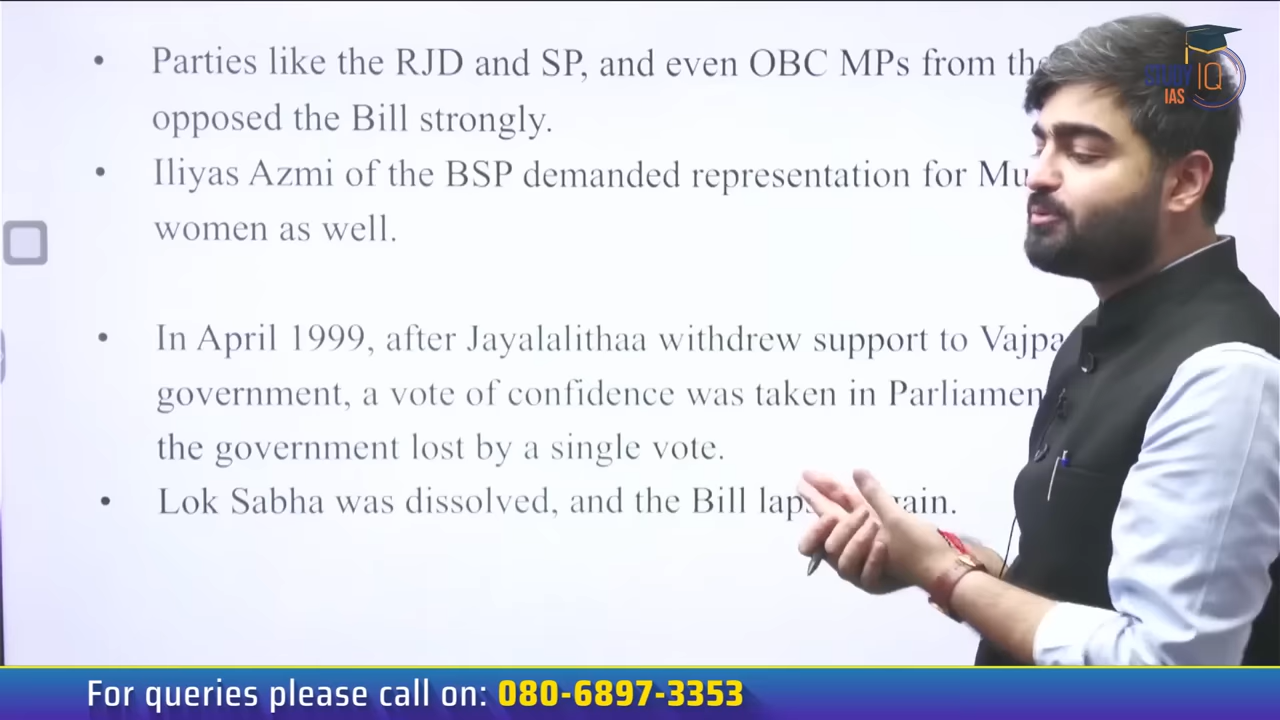 • Parties like the RJD and SP, and even OBC MPs from the
opposed the Bill strongly.
• Iliyas Azmi of the BSP demanded representation for
women as well.
• In April 1999, after Jayalalithaa withdrew support to
government, a vote of confidence was taken in
the government lost by a single vote.
• Lok Sabha was dissolved, and the Bill
STUDY IQ
IAS
For queries please call on: 080-6897-3353